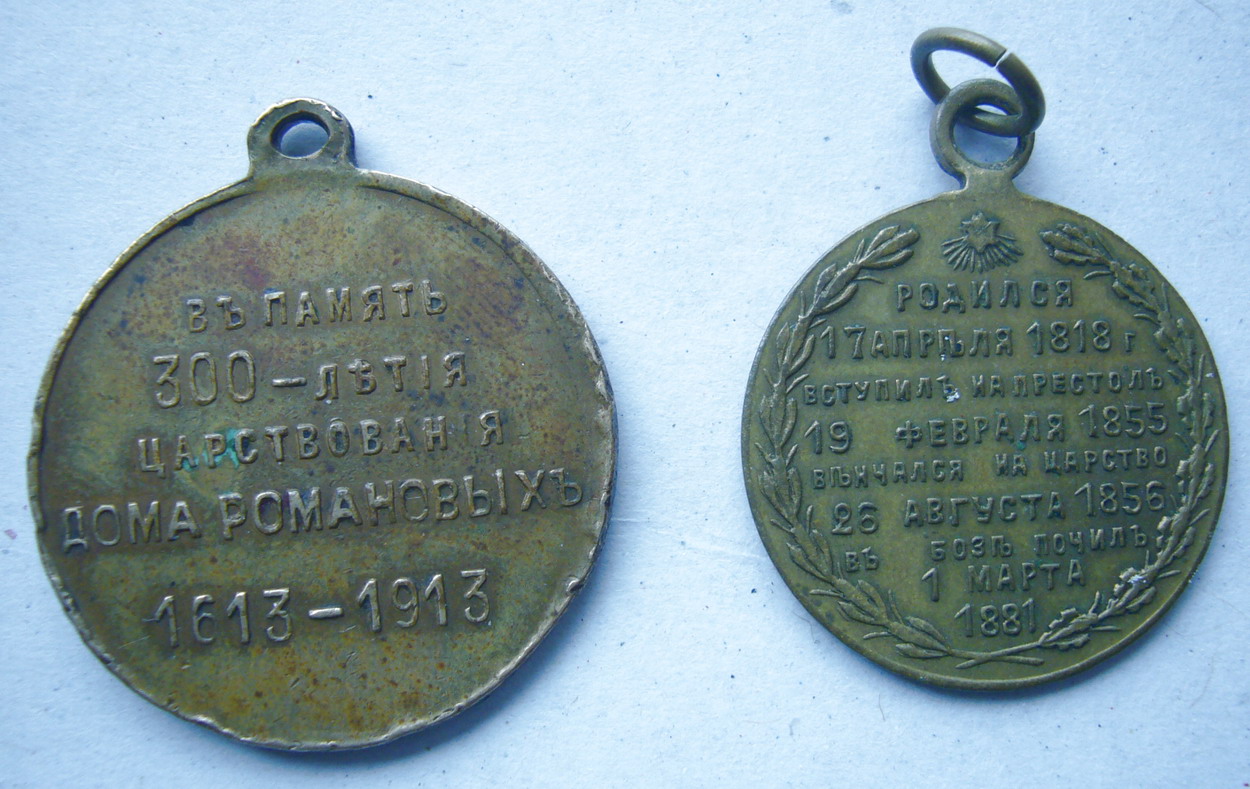 ВЪ ПАМЯТЬ
300-ЛѢТІЯ
ЦАРСТВОВАНІЯ
ДОМА РОМАНОВЫХЪ
1613-1913
РОДИЛСЯ
17 АПРѢЛЯ 1818 Г
ВСТУПИЛЪ НА ПРЕСТОЛЪ
19 ФЕВРАЛЯ 1855
ВѢНЧАЛСЯ НА ЦАРСТВО
26 АВГУСТА 1856
ВЪ БОЗѢ ПОЧИЛЪ
1 МАРТА
1881